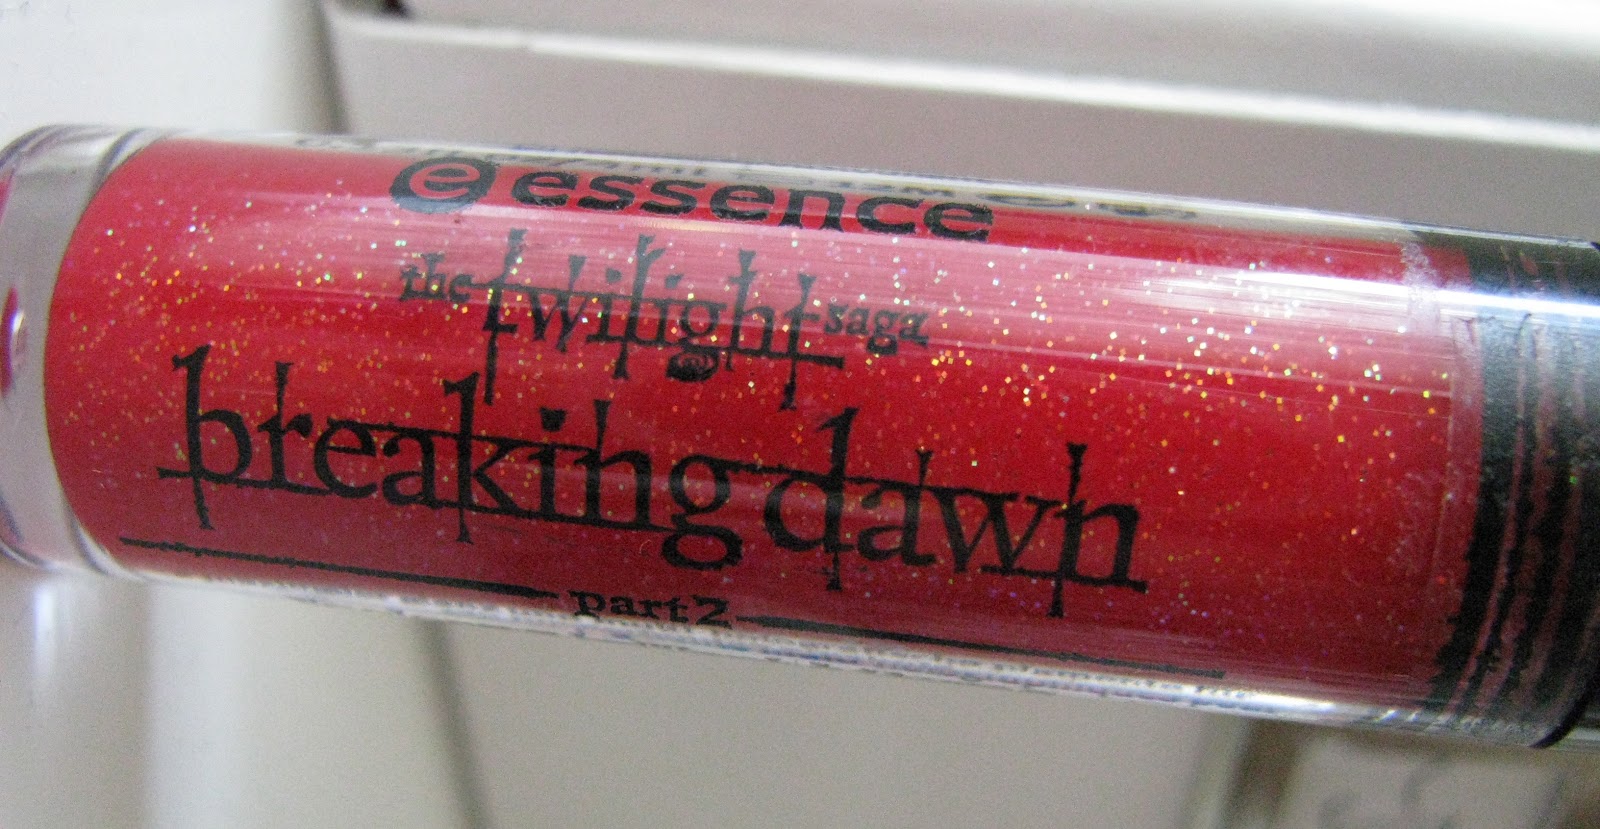 e essence
the twilight saga
breaking dawn
part 2